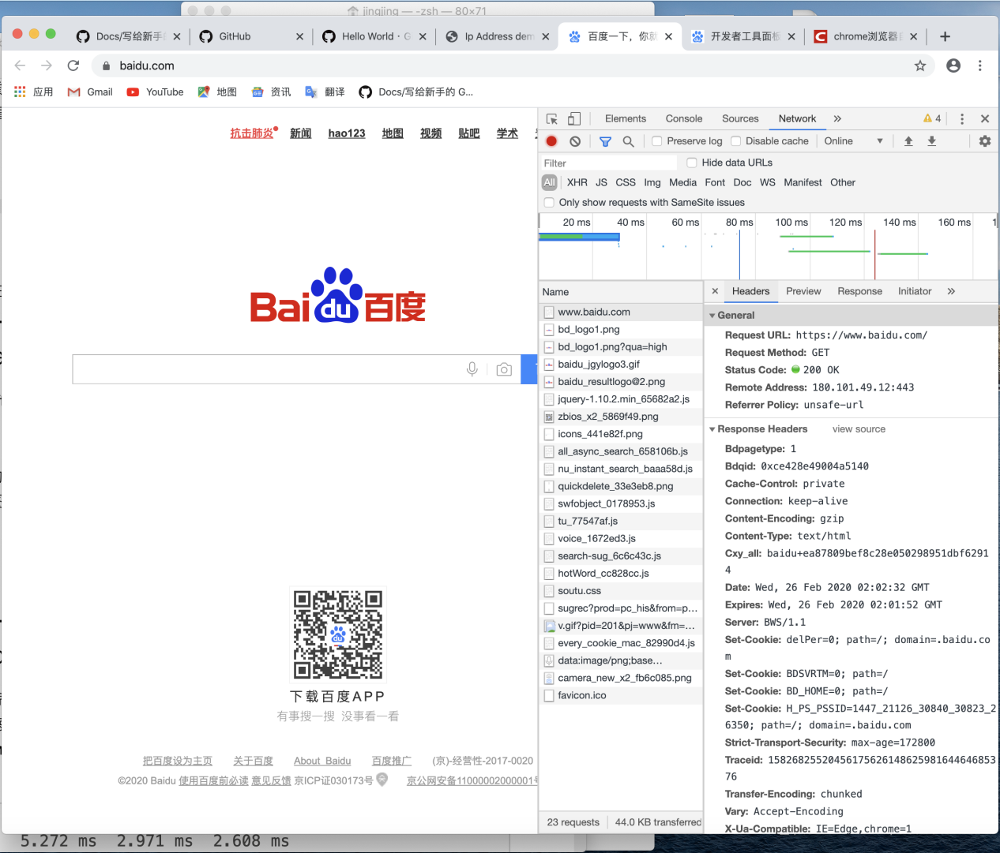 jingjing — -zsh — 80×71
Docs/写给新手 GitHub Hello World · G Ip Address dem 百度一下，你就 开发者工具面板 chrome浏览器
baidu.com
应用 Gmail YouTube 地图 资讯 翻译 Docs/写给新手的 G...
抗击肺炎 新闻 hao123 地图 视频 贴吧 学术
Baidu百度
下载百度APP
有事搜一搜 没事看一看
把百度设为主页 关于百度 About Baidu 百度推广 (京)-经营性-2017-0020
©2020 Baidu 使用百度前必读 意见反馈 京ICP证030173号 京公网安备11000002000001号
Elements Console Sources Network » 4
Preserve log Disable cache Online
Filter Hide data URLs
All XHR JS CSS Img Media Font Doc WS Manifest Other
Only show requests with SameSite issues
20 ms 40 ms 60 ms 80 ms 100 ms 120 ms 140 ms 160 ms 1
Name
www.baidu.com
bd_logo1.png
bd_logo1.png?qua=high
baidu_jgylogo3.gif
baidu_resultlogo@2.png
jquery-1.10.2.min_65682a2.js
zbios_x2_5869f49.png
icons_441e82f.png
all_async_search_658106b.js
nu_instant_search_baaa58d.js
quickdelete_33e3eb8.png
swfobject_0178953.js
tu_77547af.js
voice_1672ed3.js
search-sug_6c6c43c.js
hotWord_cc828cc.js
soutu.css
sugrec?prod=pc_his&from=p...
v.gif?pid=201&pj=www&fm=...
every_cookie_mac_82990d4.js
data:image/png;base...
camera_new_x2_fb6c085.png
favicon.ico
23 requests 44.0 KB transferred
Headers Preview Response Initiator »
General
Request URL: https://www.baidu.com/
Request Method: GET
Status Code: 200 OK
Remote Address: 180.101.49.12:443
Referrer Policy: unsafe-url
Response Headers view source
Bdpagetype: 1
Bdqid: 0xce428e49004a5140
Cache-Control: private
Connection: keep-alive
Content-Encoding: gzip
Content-Type: text/html
Cxy_all: baidu+ea87809bef8c28e050298951dbf6291
4
Date: Wed, 26 Feb 2020 02:02:32 GMT
Expires: Wed, 26 Feb 2020 02:01:52 GMT
Server: BWS/1.1
Set-Cookie: delPer=0; path=/; domain=.baidu.co
m
Set-Cookie: BDSVRTM=0; path=/
Set-Cookie: BD_HOME=0; path=/
Set-Cookie: H_PS_PSSID=1447_21126_30840_30823_2
6350; path=/; domain=.baidu.com
Strict-Transport-Security: max-age=172800
Traceid: 158268255204561756261486259816446468​53
76
Transfer-Encoding: chunked
Vary: Accept-Encoding
X-Ua-Compatible: IE=Edge,chrome=1
5.272 ms 2.971 ms 2.608 ms